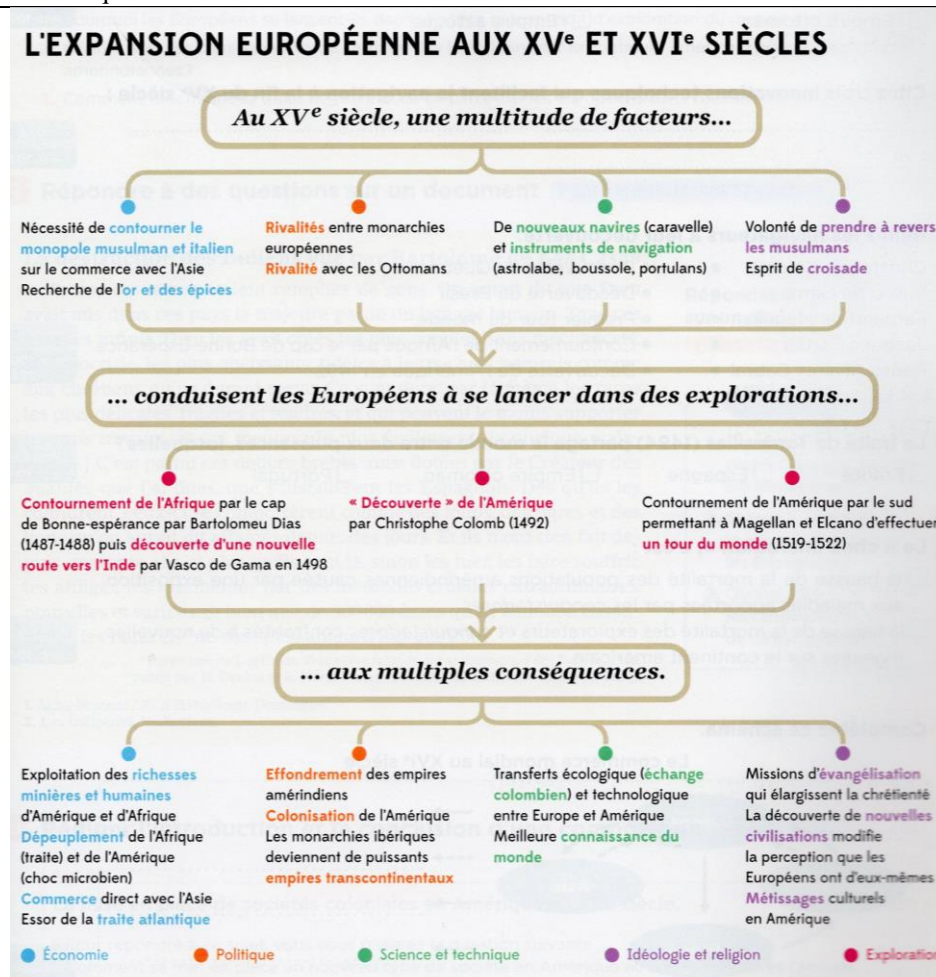 L'EXPANSION EUROPÉENNE AUX XVe ET XVIe SIÈCLES
Au XVe siècle, une multitude de facteurs...
Nécessité de contourner le
monopole musulman et italien
sur le commerce avec l'Asie
Recherche de l'or et des épices
Rivalités entre monarchies
européennes
Rivalité avec les Ottomans
De nouveaux navires (caravelle)
et instruments de navigation
(astrolabe, boussole, portulans)
Volonté de prendre à revers
les musulmans
Esprit de croisade
... conduisent les Européens à se lancer dans des explorations...
Contournement de l'Afrique par le cap
de Bonne-espérance par Bartolomeu Dias
(1487-1488) puis découverte d'une nouvelle
route vers l'Inde par Vasco de Gama en 1498
« Découverte » de l'Amérique
par Christophe Colomb (1492)
Contournement de l'Amérique par le sud
permettant à Magellan et Elcano d'effectuer
un tour du monde (1519-1522)
... aux multiples conséquences.
Exploitation des richesses
minières et humaines
d'Amérique et d'Afrique
Dépeuplement de l'Afrique
(traite) et de l'Amérique
(choc microbien)
Commerce direct avec l'Asie
Essor de la traite atlantique
Effondrement des empires
amérindiens
Colonisation de l'Amérique
Les monarchies ibériques
deviennent de puissants
empires transcontinentaux
Transferts écologique (échange
colombien) et technologique
entre Europe et Amérique
Meilleure connaissance du
monde
Missions d'évangélisation
qui élargissent la chrétienté
La découverte de nouvelles
civilisations modifie
la perception que les
Européens ont d'eux-mêmes
Métissages culturels
en Amérique
Économie
Politique
Science et technique
Idéologie et religion
Exploration